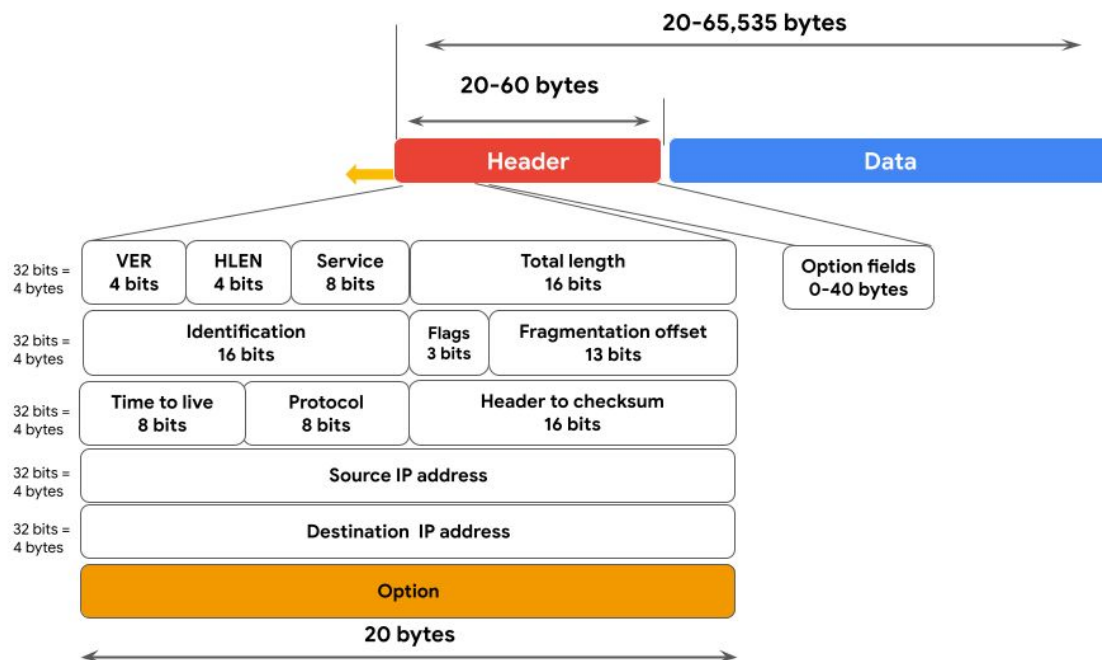 20-65,535 bytes
20-60 bytes
Header
Data
32 bits =
4 bytes
VER
4 bits
HLEN
4 bits
Service
8 bits
Total length
16 bits
Option fields
0-40 bytes
32 bits =
4 bytes
Identification
16 bits
Flags
3 bits
Fragmentation offset
13 bits
32 bits =
4 bytes
Time to live
8 bits
Protocol
8 bits
Header to checksum
16 bits
32 bits =
4 bytes
Source IP address
32 bits =
4 bytes
Destination IP address
Option
20 bytes